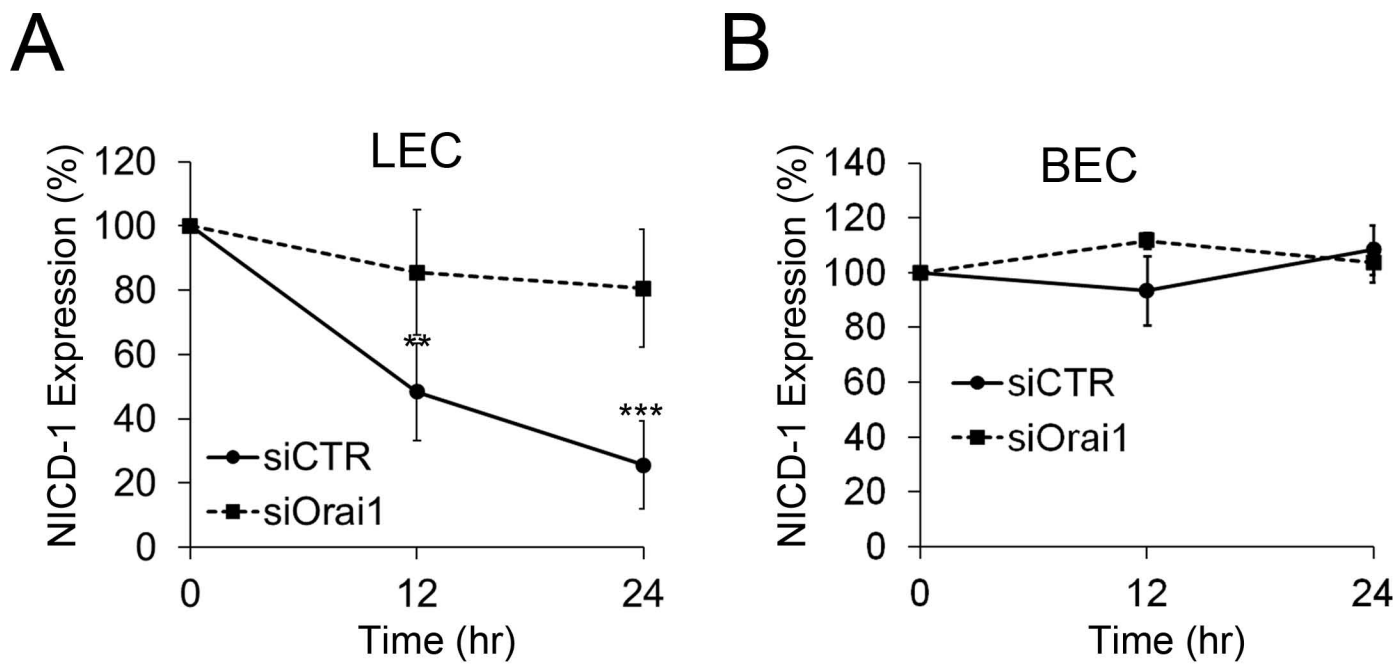 A
LEC
NICD-1 Expression (%)
120
100
80
60
40
20
0
**
***
siCTR
siOrai1
0 12 24
Time (hr)
B
BEC
NICD-1 Expression (%)
140
120
100
80
60
40
20
0
siCTR
siOrai1
0 12 24
Time (hr)